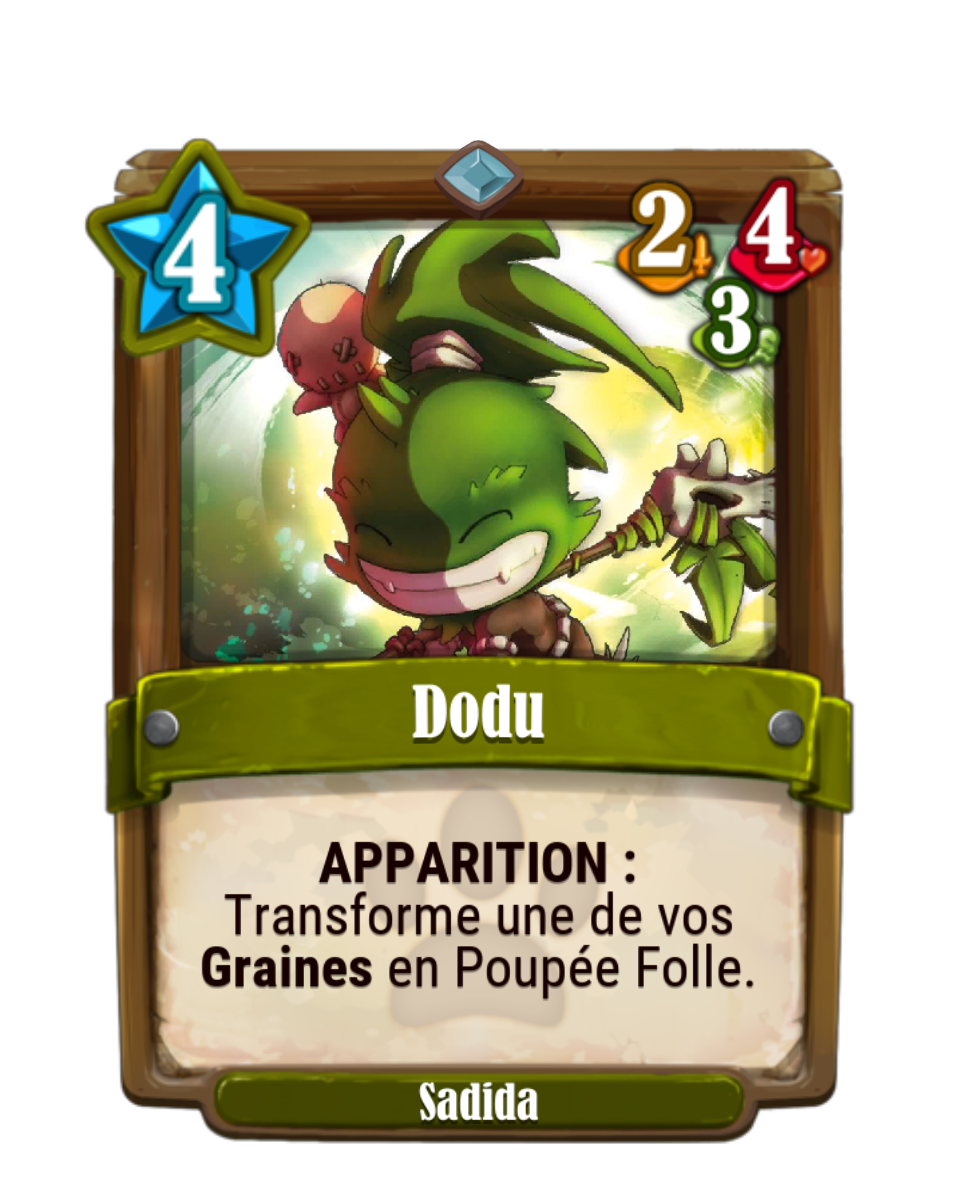 4
2
4
3
Dodu
APPARITION :
Transforme une de vos
Graines en Poupée Folle.
Sadida